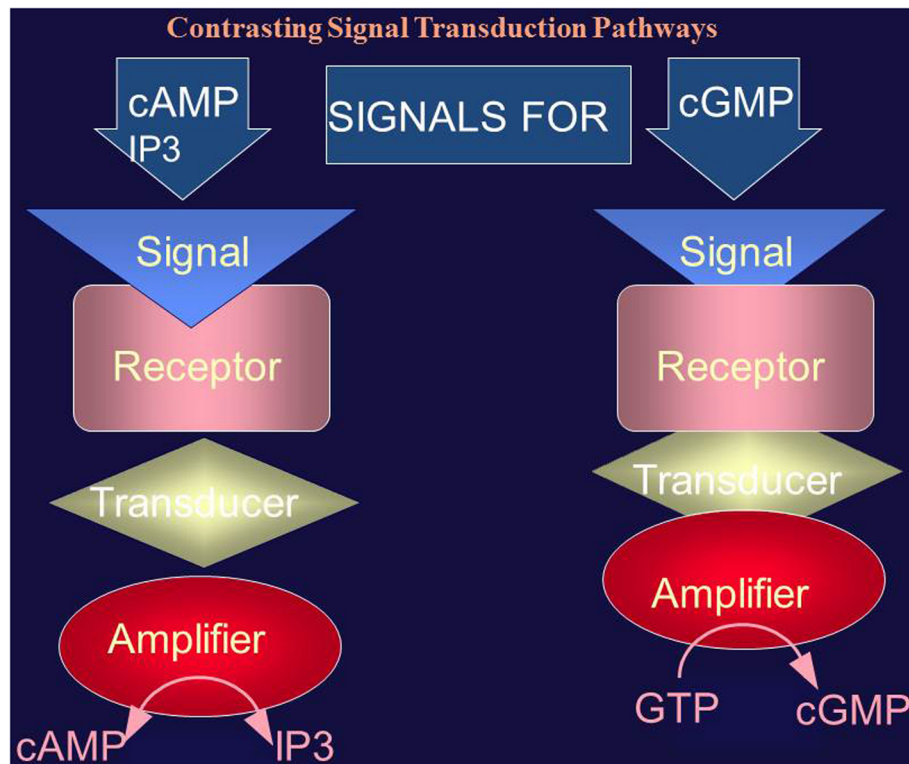 Contrasting Signal Transduction Pathways
cAMP
IP3
SIGNALS FOR
cGMP
Signal
Receptor
Transducer
Amplifier
cAMP
IP3
Signal
Receptor
Transducer
Amplifier
GTP
cGMP